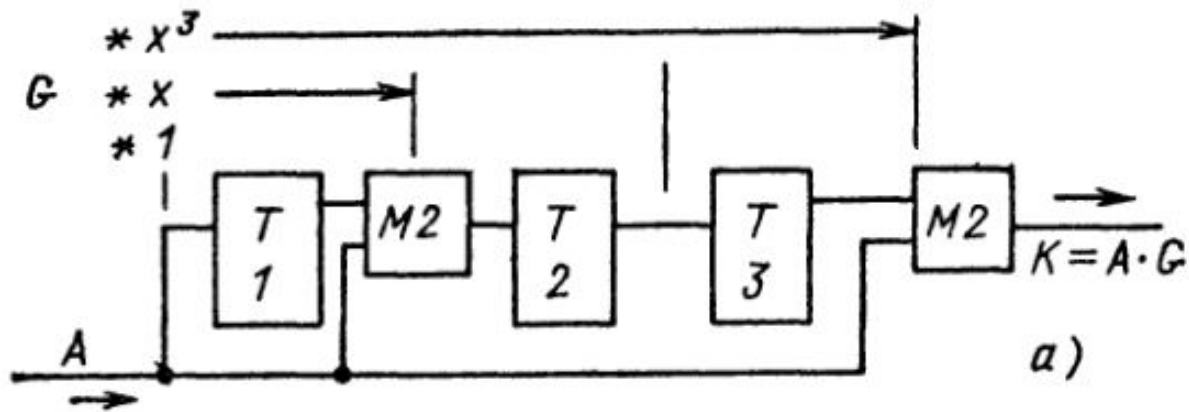 * x³
G * x
* 1
T 1
M2
T 2
T 3
M2
K = A · G
A
а)